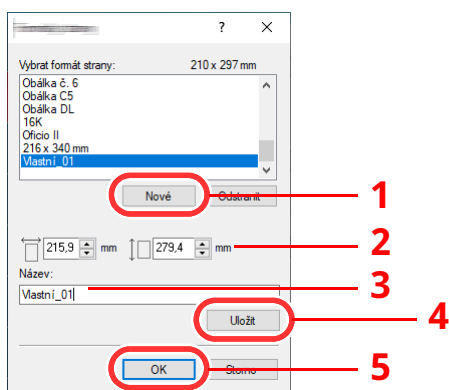 ?
Vybrat formát strany: 210 x 297 mm
Obálka č. 6
Obálka C5
Obálka DL
16K
Oficio II
216 x 340 mm
Vlastní_01
Nové Odstranit
1
215,9 mm 279,4 mm
2
Název:
Vlastní_01
3
Uložit
4
OK Storno
5